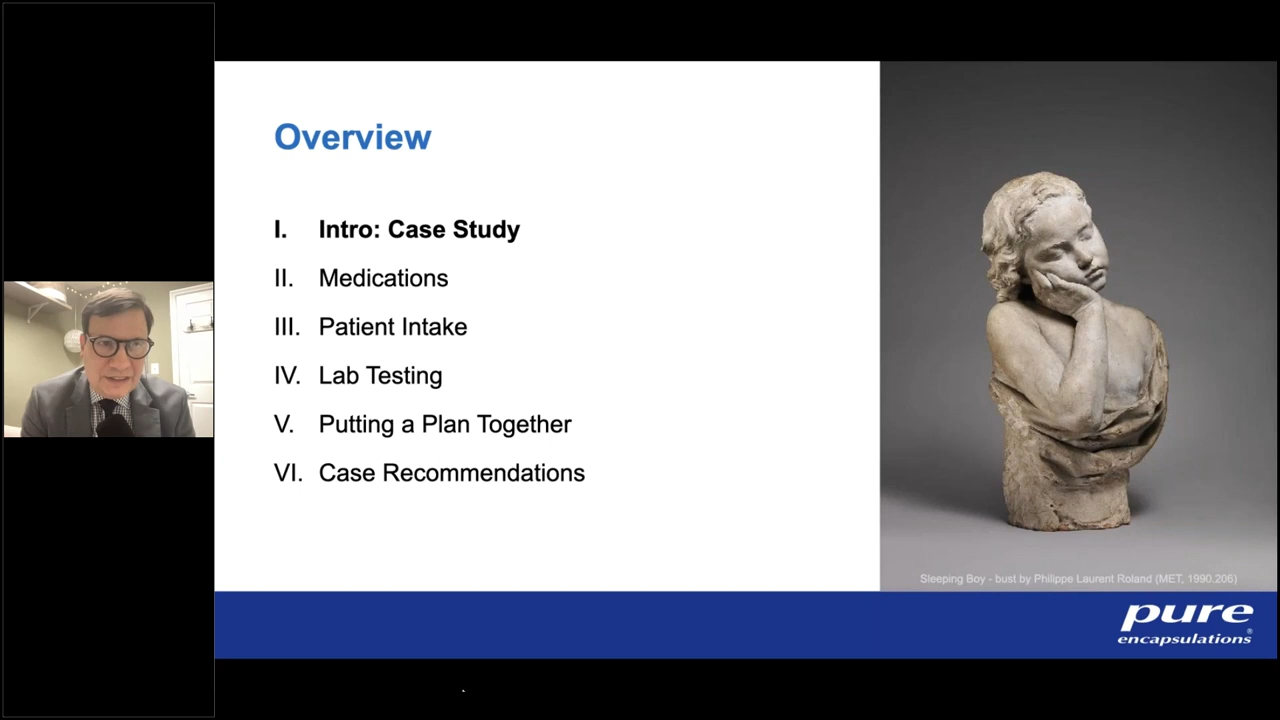 Overview
I. Intro: Case Study
II. Medications
III. Patient Intake
IV. Lab Testing
V. Putting a Plan Together
VI. Case Recommendations
Sleeping Boy - bust by Philippe Laurent Roland (MET, 1990.206)
pure
encapsulations®